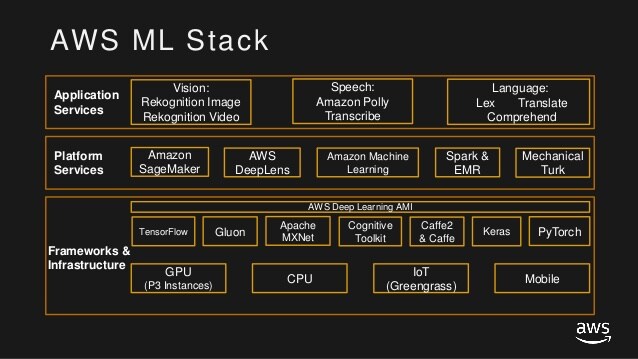 AWS ML Stack
Application
Services
Vision:
Rekognition Image
Rekognition Video
Speech:
Amazon Polly
Transcribe
Language:
Lex Translate
Comprehend
Platform
Services
Amazon
SageMaker
AWS
DeepLens
Amazon Machine
Learning
Spark &
EMR
Mechanical
Turk
Frameworks &
Infrastructure
AWS Deep Learning AMI
TensorFlow
Gluon
Apache
MXNet
Cognitive
Toolkit
Caffe2
& Caffe
Keras
PyTorch
GPU
(P3 Instances)
CPU
IoT
(Greengrass)
Mobile
aws